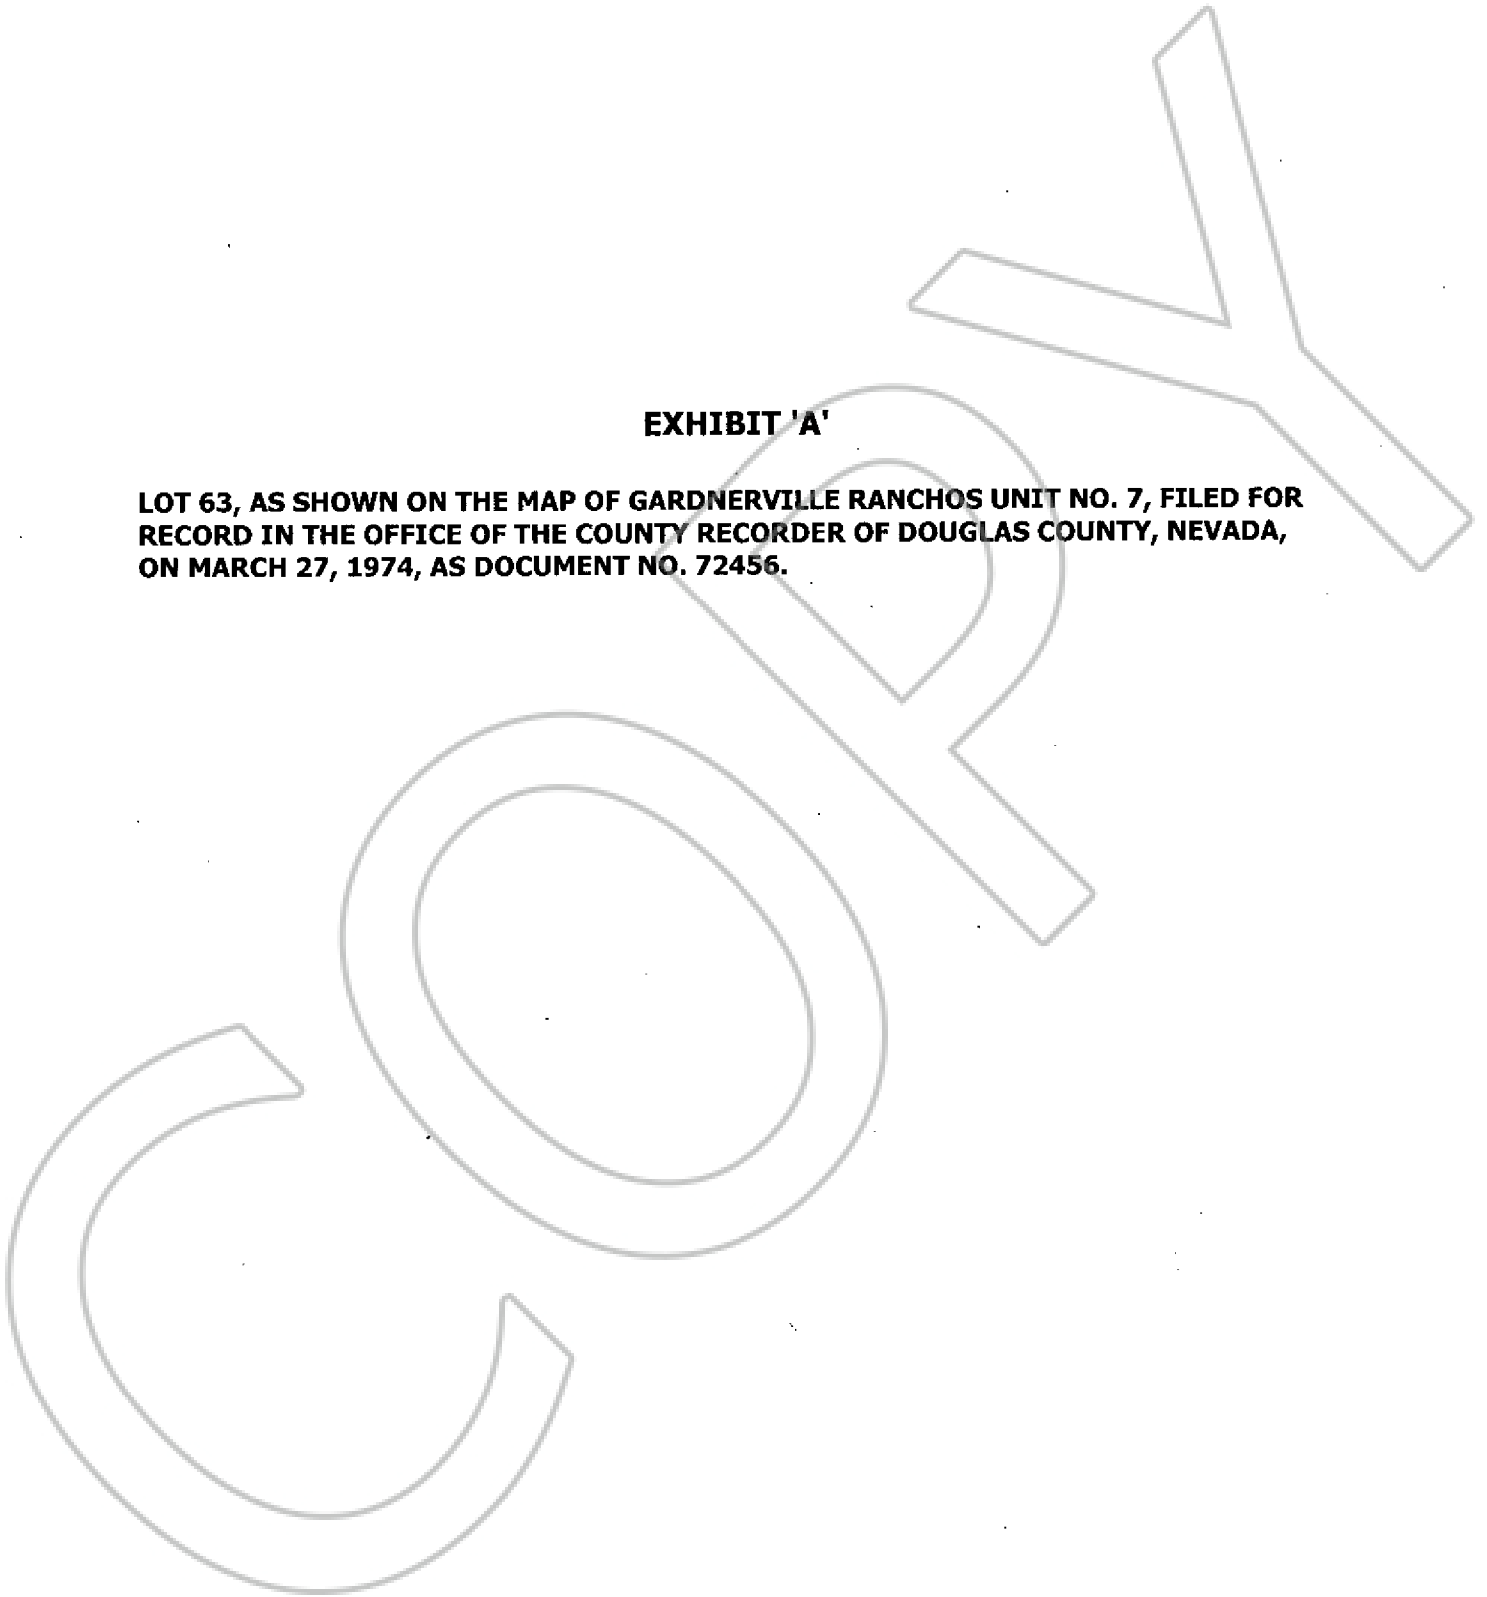 EXHIBIT 'A'
LOT 63, AS SHOWN ON THE MAP OF GARDNERVILLE RANCHOS UNIT NO. 7, FILED FOR
RECORD IN THE OFFICE OF THE COUNTY RECORDER OF DOUGLAS COUNTY, NEVADA,
ON MARCH 27, 1974, AS DOCUMENT NO. 72456.
COPY